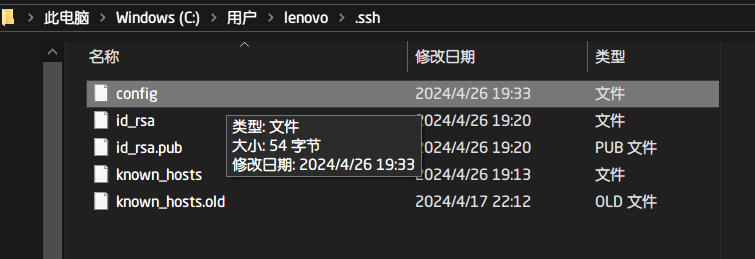 此电脑 > Windows (C:) > 用户 > lenovo > .ssh
名称 修改日期 类型
config 2024/4/26 19:33 文件
id_rsa 2024/4/26 19:20 文件
id_rsa.pub 2024/4/26 19:20 PUB 文件
known_hosts 2024/4/26 19:13 文件
known_hosts.old 2024/4/17 22:12 OLD 文件
类型: 文件
大小: 54 字节
修改日期: 2024/4/26 19:33